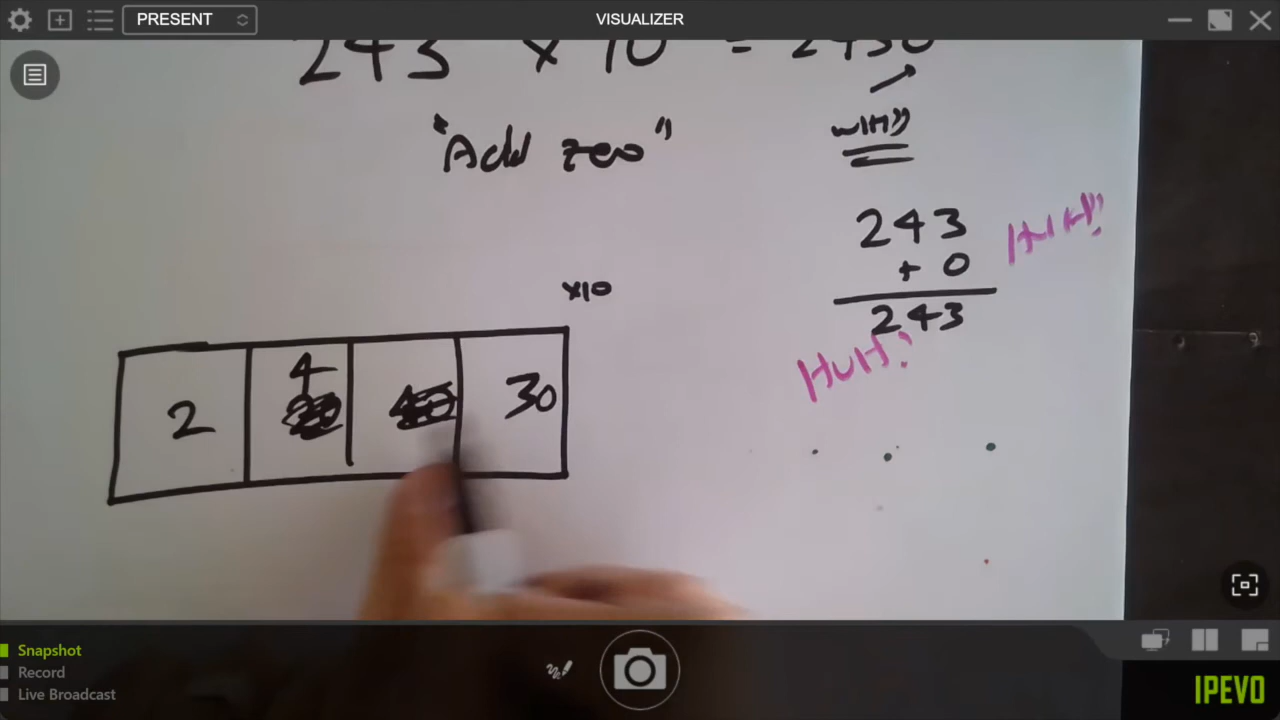 PRESENT
VISUALIZER
243 x 10 = 2430
"Add zero"
WHY?
243
+ 0
243
HUH?
HUH?
x10
2
4
30
Snapshot
Record
Live Broadcast
IPEVO